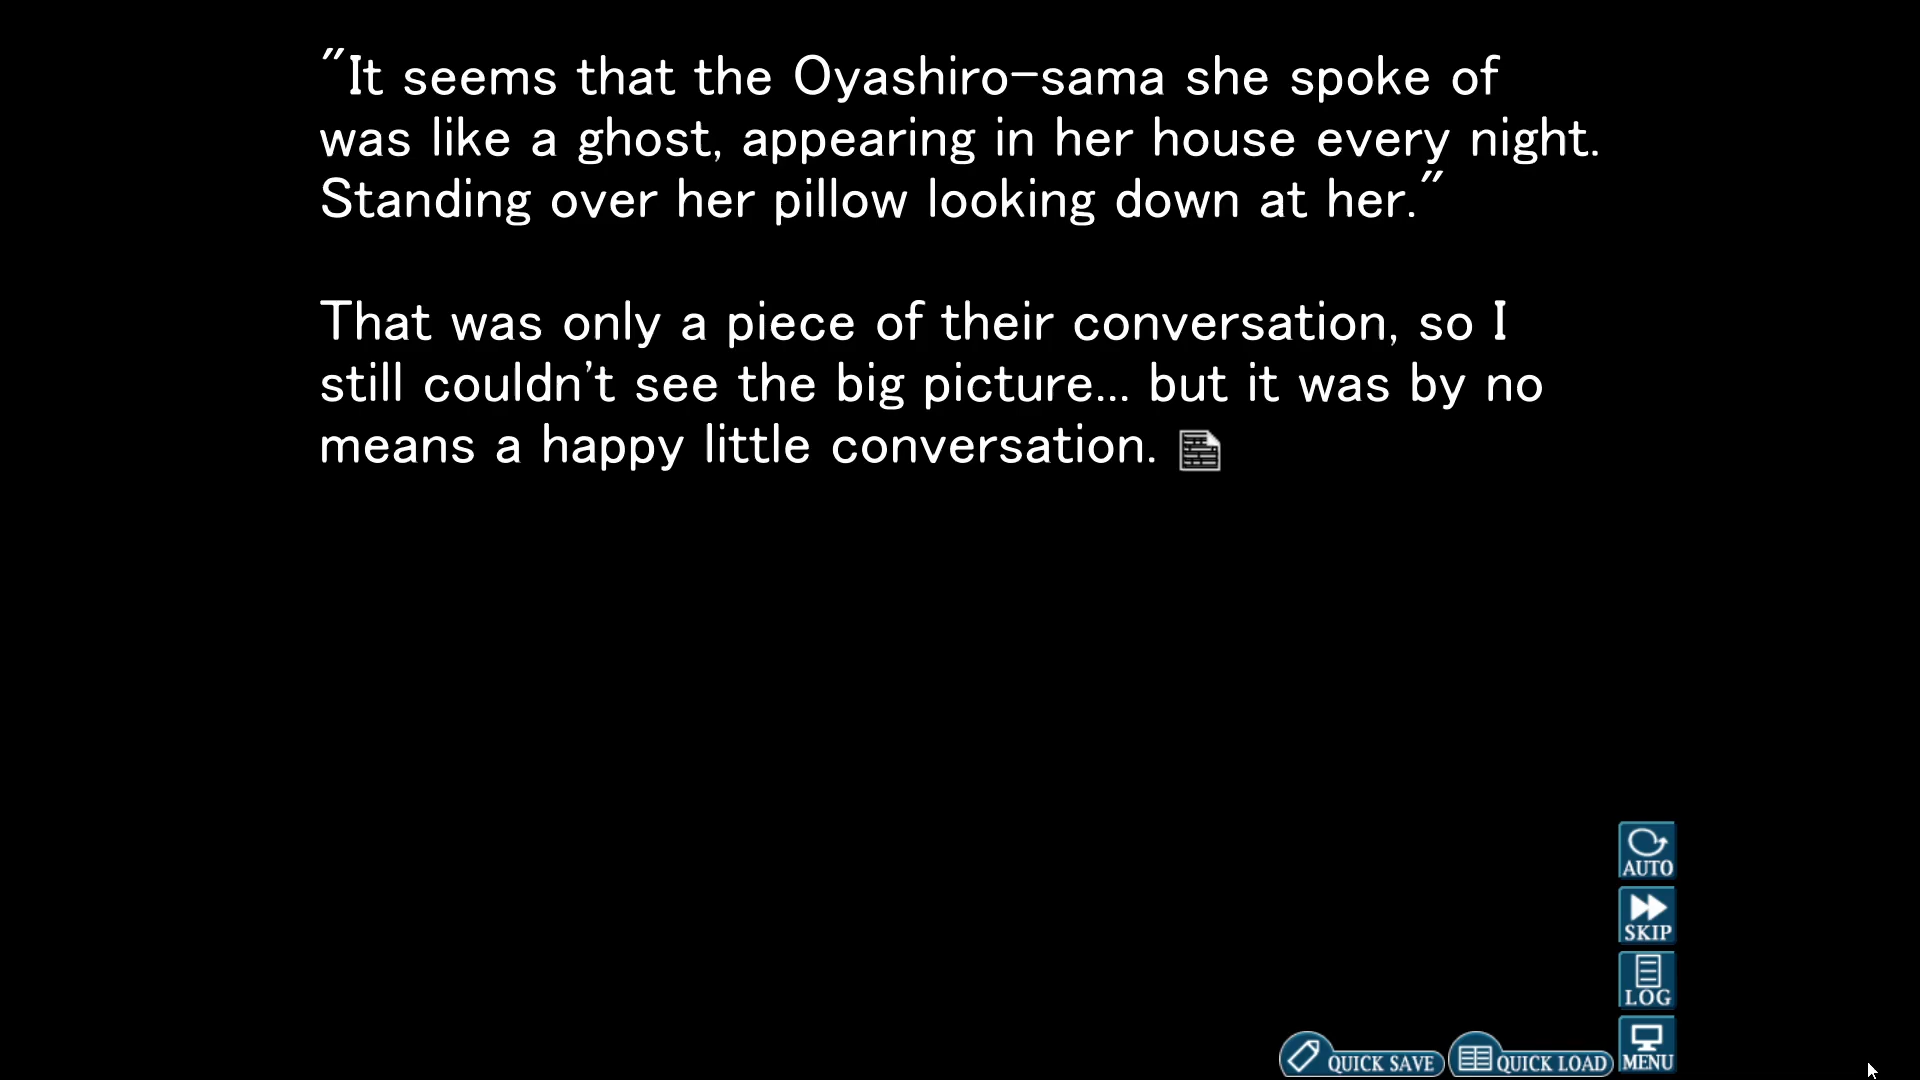 "It seems that the Oyashiro-sama she spoke of
was like a ghost, appearing in her house every night.
Standing over her pillow looking down at her."
That was only a piece of their conversation, so I
still couldn't see the big picture... but it was by no
means a happy little conversation.
AUTO
SKIP
LOG
MENU
QUICK SAVE
QUICK LOAD